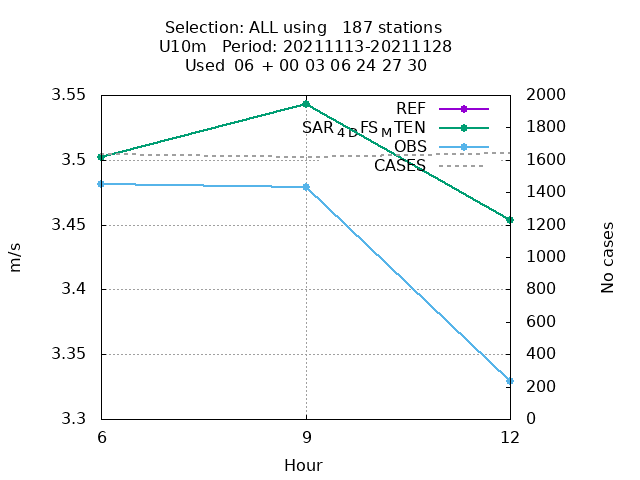 Selection: ALL using   187 stations
U10m   Period: 20211113-20211128
Used  06 + 00 03 06 24 27 30
3.55
3.5
3.45
3.4
3.35
3.3
2000
1800
1600
1400
1200
1000
800
600
400
200
0
REF
SAR4DFSMTEN
OBS
CASES
m/s
No cases
6
9
12
Hour